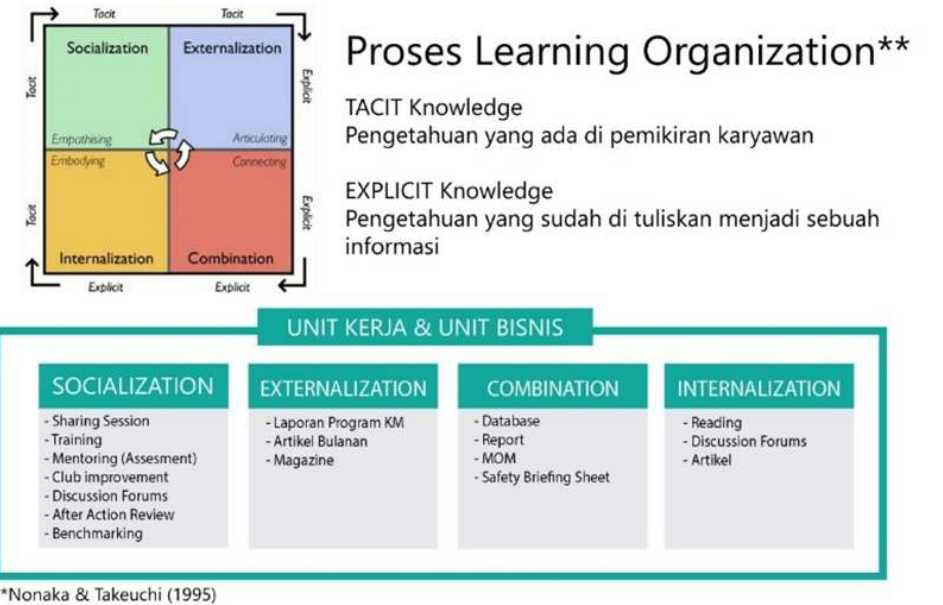 Tacit
Tacit
Socialization
Externalization
Tacit
Explicit
Empathising
Articulating
Embodying
Connecting
Tacit
Explicit
Internalization
Combination
Explicit
Explicit
Proses Learning Organization**
TACIT Knowledge
Pengetahuan yang ada di pemikiran karyawan
EXPLICIT Knowledge
Pengetahuan yang sudah di tuliskan menjadi sebuah
informasi
UNIT KERJA & UNIT BISNIS
SOCIALIZATION
- Sharing Session
- Training
- Mentoring (Assesment)
- Club improvement
- Discussion Forums
- After Action Review
- Benchmarking
EXTERNALIZATION
- Laporan Program KM
- Artikel Bulanan
- Magazine
COMBINATION
- Database
- Report
- MOM
- Safety Briefing Sheet
INTERNALIZATION
- Reading
- Discussion Forums
- Artikel
*Nonaka & Takeuchi (1995)